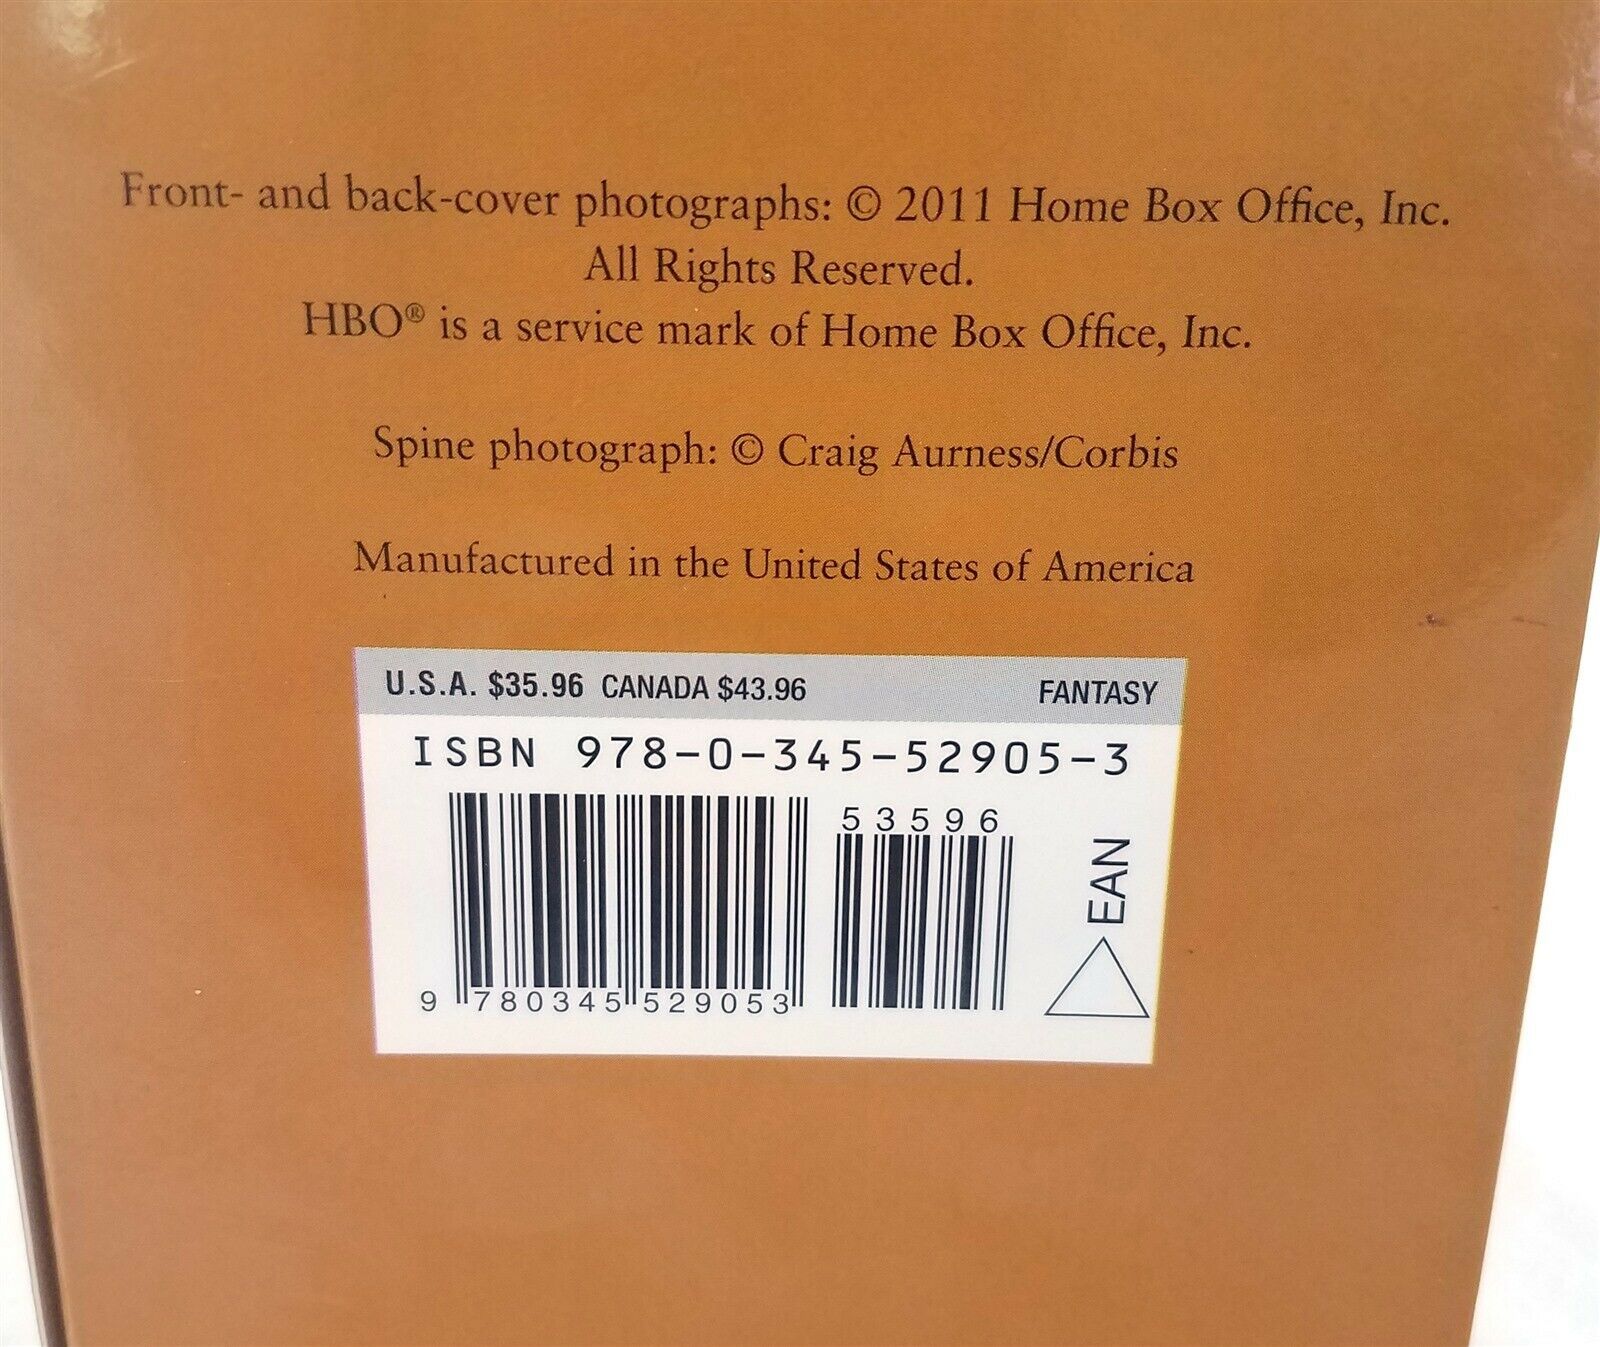 Front- and back-cover photographs: © 2011 Home Box Office, Inc.
All Rights Reserved.
HBO® is a service mark of Home Box Office, Inc.
Spine photograph: © Craig Aurness/Corbis
Manufactured in the United States of America
U.S.A. $35.96 CANADA $43.96 FANTASY
ISBN 978-0-345-52905-3
53596
EAN
9 780345 529053